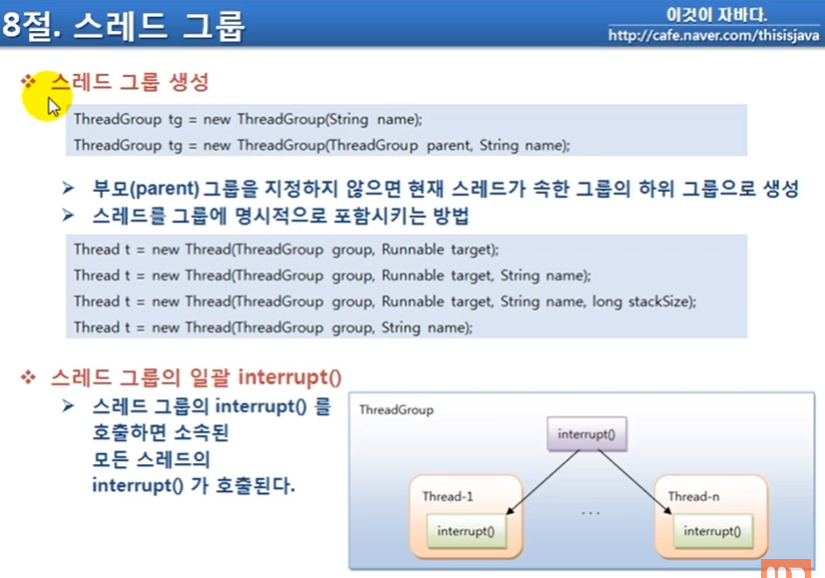 8절. 스레드 그룹
이것이 자바다.
http://cafe.naver.com/thisisjava
스레드 그룹 생성
ThreadGroup tg = new ThreadGroup(String name);
ThreadGroup tg = new ThreadGroup(ThreadGroup parent, String name);
부모(parent) 그룹을 지정하지 않으면 현재 스레드가 속한 그룹의 하위 그룹으로 생성
스레드를 그룹에 명시적으로 포함시키는 방법
Thread t = new Thread(ThreadGroup group, Runnable target);
Thread t = new Thread(ThreadGroup group, Runnable target, String name);
Thread t = new Thread(ThreadGroup group, Runnable target, String name, long stackSize);
Thread t = new Thread(ThreadGroup group, String name);
스레드 그룹의 일괄 interrupt()
스레드 그룹의 interrupt() 를
호출하면 소속된
모든 스레드의
interrupt() 가 호출된다.
ThreadGroup
interrupt()
Thread-1
interrupt()
. . .
Thread-n
interrupt()